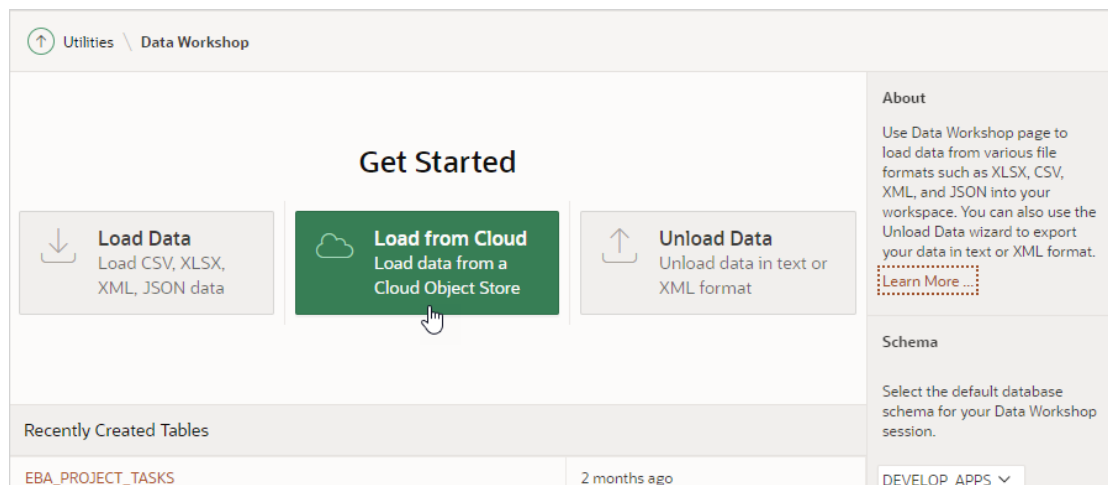 Utilities \ Data Workshop
Get Started
Load Data
Load CSV, XLSX,
XML, JSON data
Load from Cloud
Load data from a
Cloud Object Store
Unload Data
Unload data in text or
XML format
Recently Created Tables
EBA_PROJECT_TASKS 2 months ago
About
Use Data Workshop page to
load data from various file
formats such as XLSX, CSV,
XML, and JSON into your
workspace. You can also use the
Unload Data wizard to export
your data in text or XML format.
Learn More ...
Schema
Select the default database
schema for your Data Workshop
session.
DEVELOP_APPS